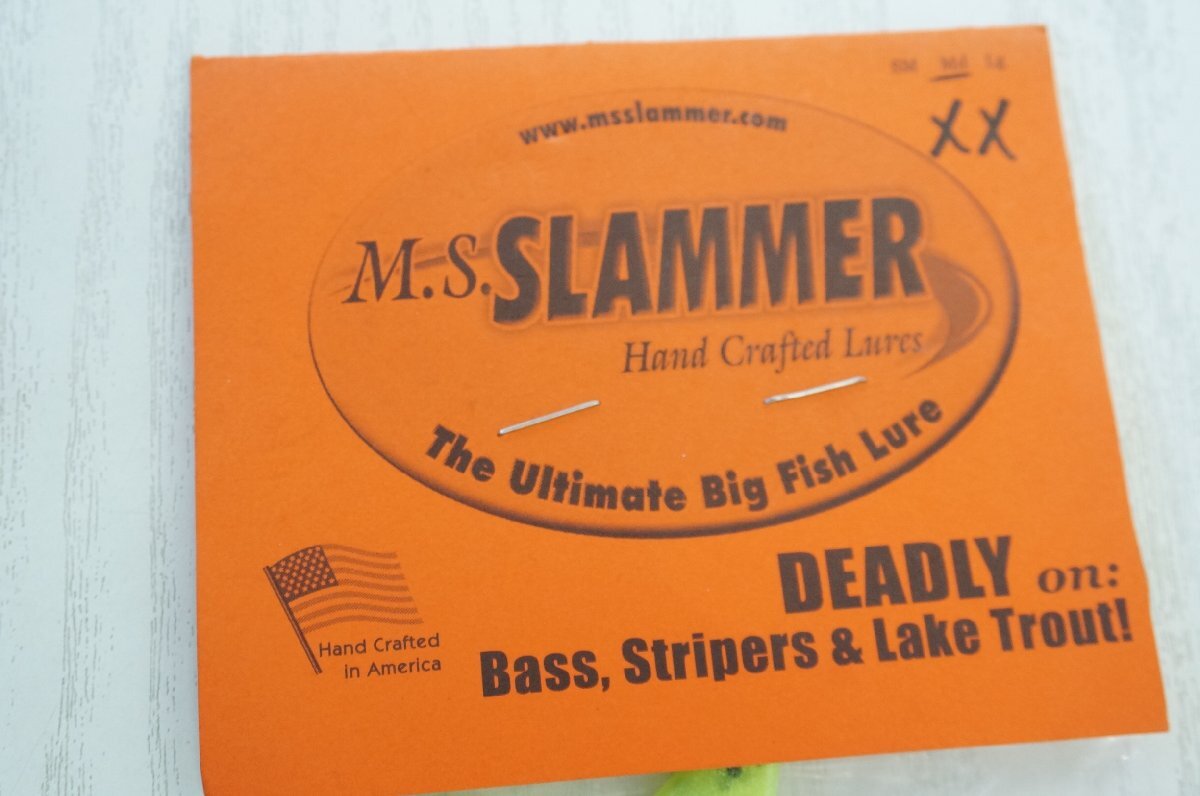 SM Md Lg
XX
www.msslammer.com
M.S.SLAMMER
Hand Crafted Lures
The Ultimate Big Fish Lure
DEADLY on:
Bass, Stripers & Lake Trout!
Hand Crafted
in America